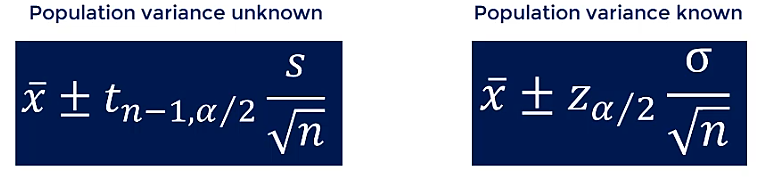 Population variance unknown
x̄ ± t_{n−1,α/2} s/√n
Population variance known
x̄ ± z_{α/2} σ/√n